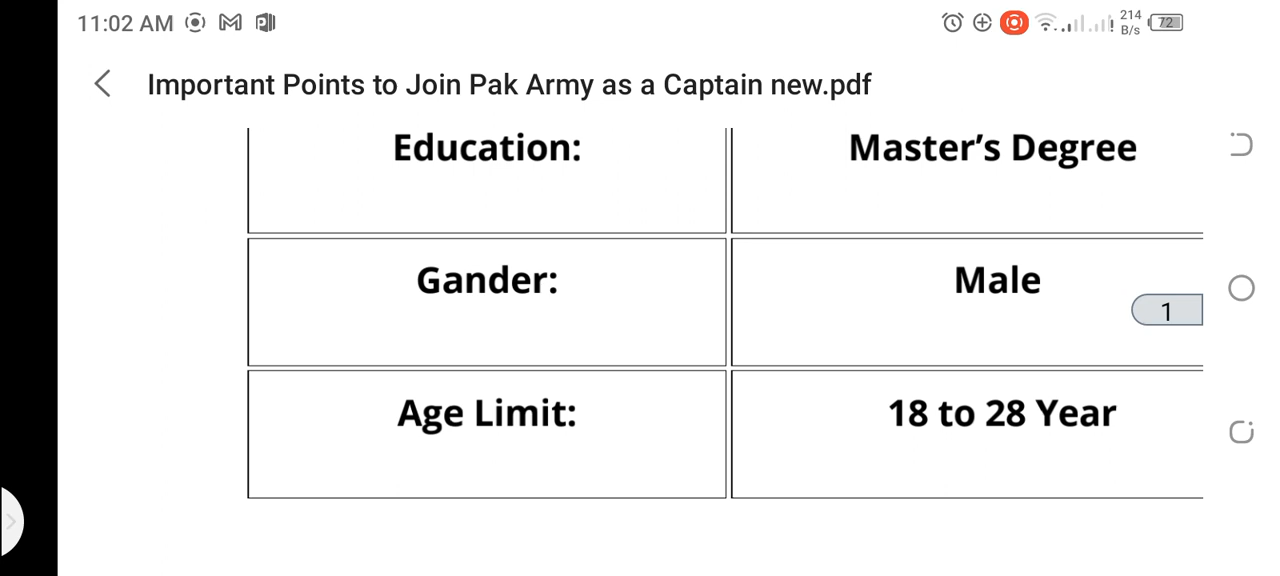 11:02 AM 214 B/s 72
Important Points to Join Pak Army as a Captain new.pdf
Education: Master’s Degree
Gander: Male
1
Age Limit: 18 to 28 Year